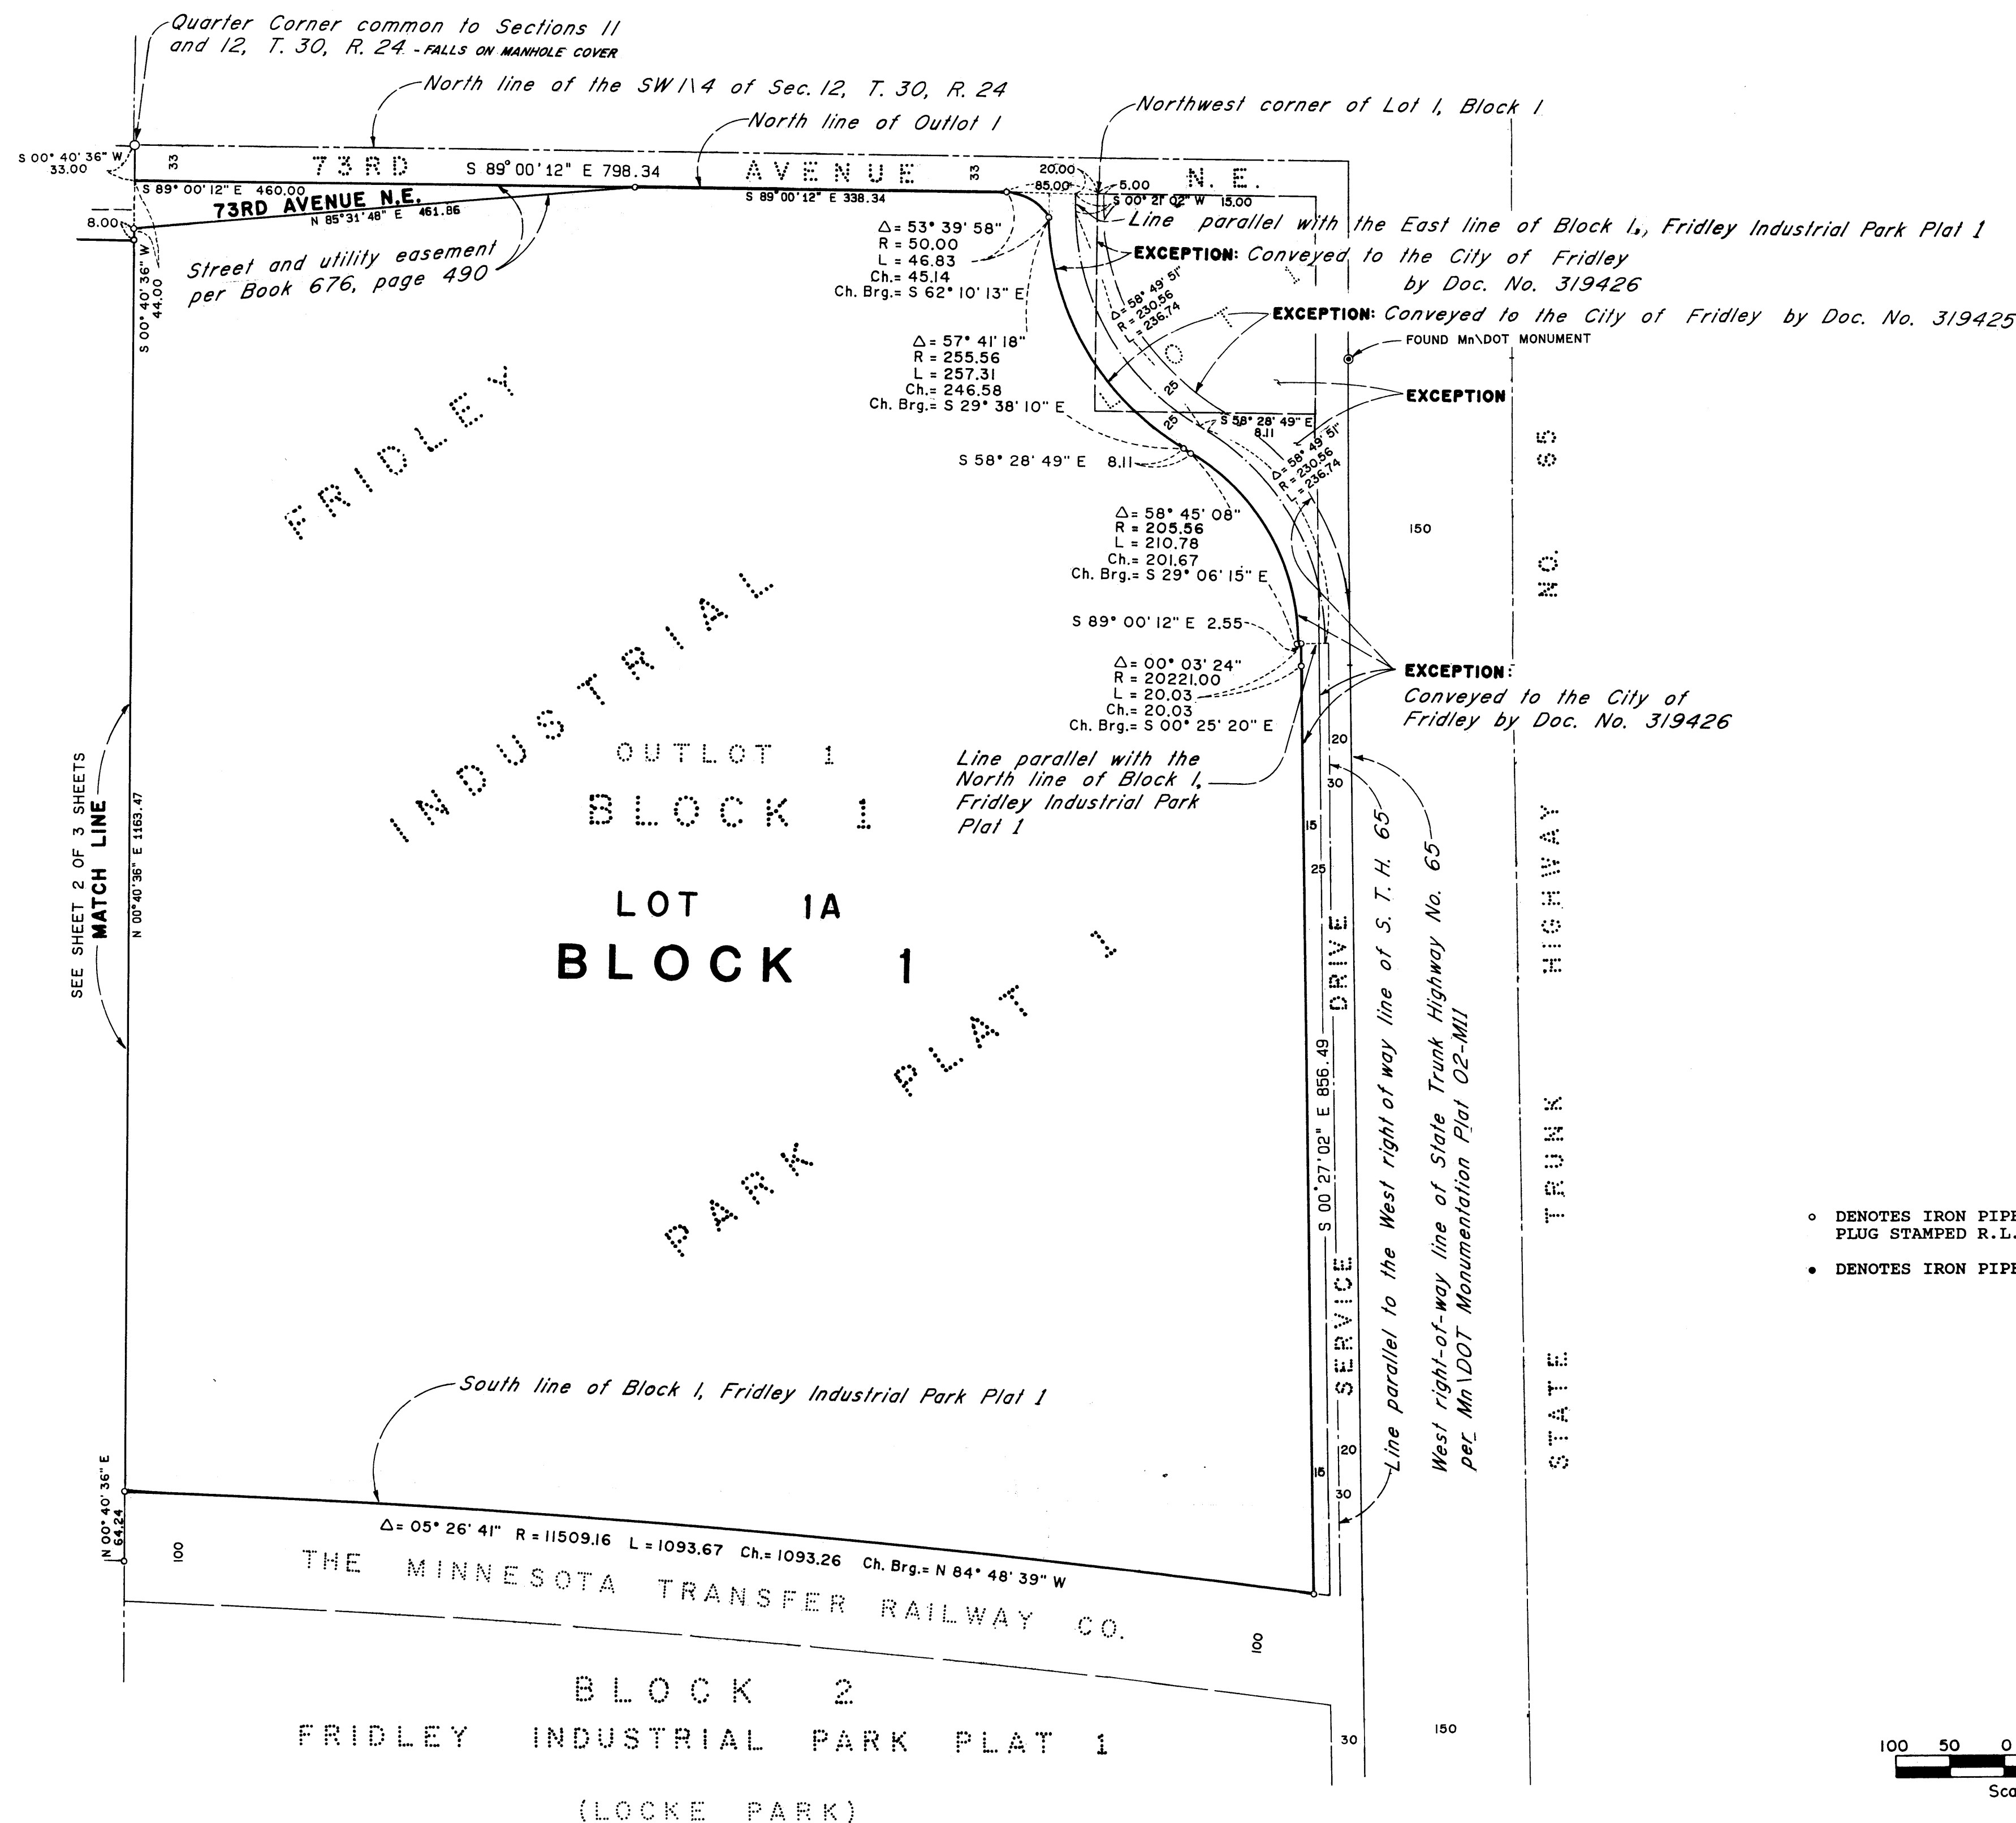 Quarter Corner common to Sections 11
and 12, T. 30, R. 24 - FALLS ON MANHOLE COVER
North line of the SW 1\4 of Sec. 12, T. 30, R. 24
North line of Outlot 1
Northwest corner of Lot 1, Block 1
S 00° 40' 36" W
33.00
33
73RD AVENUE N. E.
S 89° 00' 12" E 798.34
33
20.00
85.00
5.00
S 00° 21' 02" W 15.00
S 89° 00' 12" E 460.00
73RD AVENUE N.E.
N 85° 31' 48" E 461.86
S 89° 00' 12" E 338.34
8.00
S 00° 40' 36" W
44.00
Street and utility easement
per Book 676, page 490
Δ = 53° 39' 58"
R = 50.00
L = 46.83
Ch. = 45.14
Ch. Brg. = S 62° 10' 13" E
Line parallel with the East line of Block 1, Fridley Industrial Park Plat 1
EXCEPTION: Conveyed to the City of Fridley
by Doc. No. 319426
EXCEPTION: Conveyed to the City of Fridley by Doc. No. 319425
FOUND Mn\DOT MONUMENT
EXCEPTION
Δ = 58° 49' 51"
R = 230.56
L = 236.74
LOT 1
25
25
Δ = 57° 41' 18"
R = 255.56
L = 257.31
Ch. = 246.58
Ch. Brg. = S 29° 38' 10" E
S 58° 28' 49" E
8.11
Δ = 58° 49' 51"
R = 230.56
L = 236.74
S 58° 28' 49" E 8.11
Δ = 58° 45' 08"
R = 205.56
L = 210.78
Ch. = 201.67
Ch. Brg. = S 29° 06' 15" E
S 89° 00' 12" E 2.55
Δ = 00° 03' 24"
R = 20221.00
L = 20.03
Ch. = 20.03
Ch. Brg. = S 00° 25' 20" E
EXCEPTION:
Conveyed to the City of
Fridley by Doc. No. 319426
150
Line parallel with the
North line of Block 1,
Fridley Industrial Park
Plat 1
FRIDLEY
INDUSTRIAL
PARK PLAT 1
OUTLOT 1
BLOCK 1
LOT 1A
BLOCK 1
SEE SHEET 2 OF 3 SHEETS
MATCH LINE
N 00° 40' 36" E 1163.47
20
30
15
25
S 00° 27' 02" E 856.49
SERVICE DRIVE
Line parallel to the West right of way line of S. T. H. 65
West right-of-way line of State Trunk Highway No. 65
per Mn\DOT Monumentation Plat 02-M11
STATE TRUNK HIGHWAY NO. 65
20
15
30
DENOTES IRON PIPE
PLUG STAMPED R.L.
DENOTES IRON PIPE
South line of Block 1, Fridley Industrial Park Plat 1
N 00° 40' 36" E
64.24
100
Δ = 05° 26' 41" R = 11509.16 L = 1093.67 Ch. = 1093.26 Ch. Brg. = N 84° 48' 39" W
THE MINNESOTA TRANSFER RAILWAY CO.
100
BLOCK 2
FRIDLEY INDUSTRIAL PARK PLAT 1
(LOCKE PARK)
30
150
100 50 0
Sca